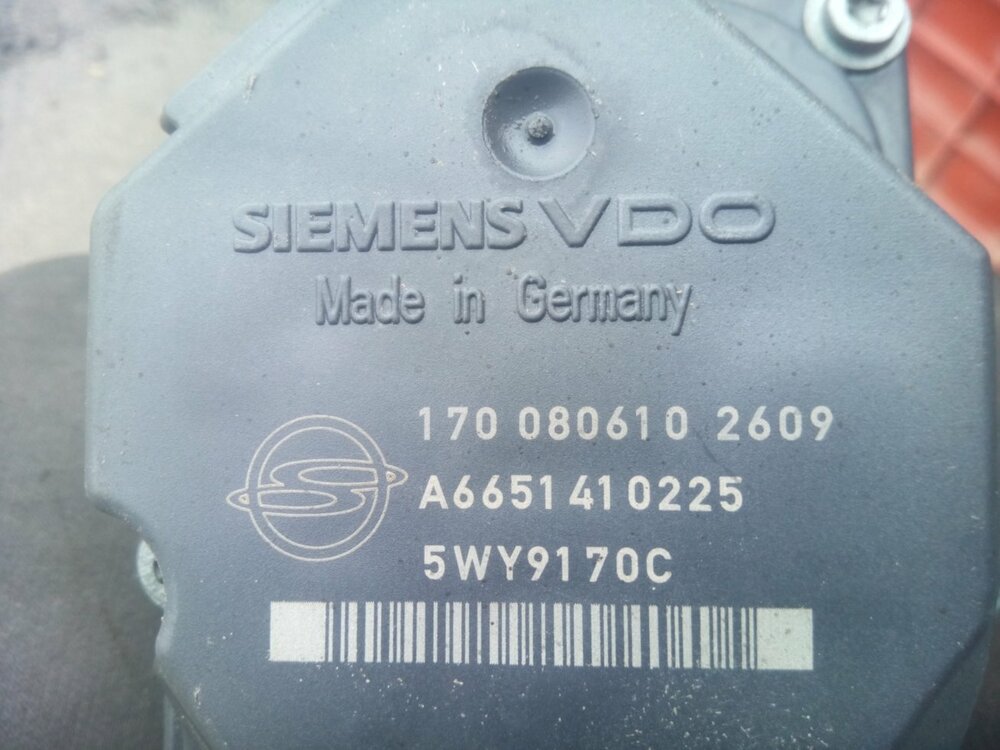 SIEMENS VDO
Made in Germany
170 080610 2609
A6651410225
5WY9170C